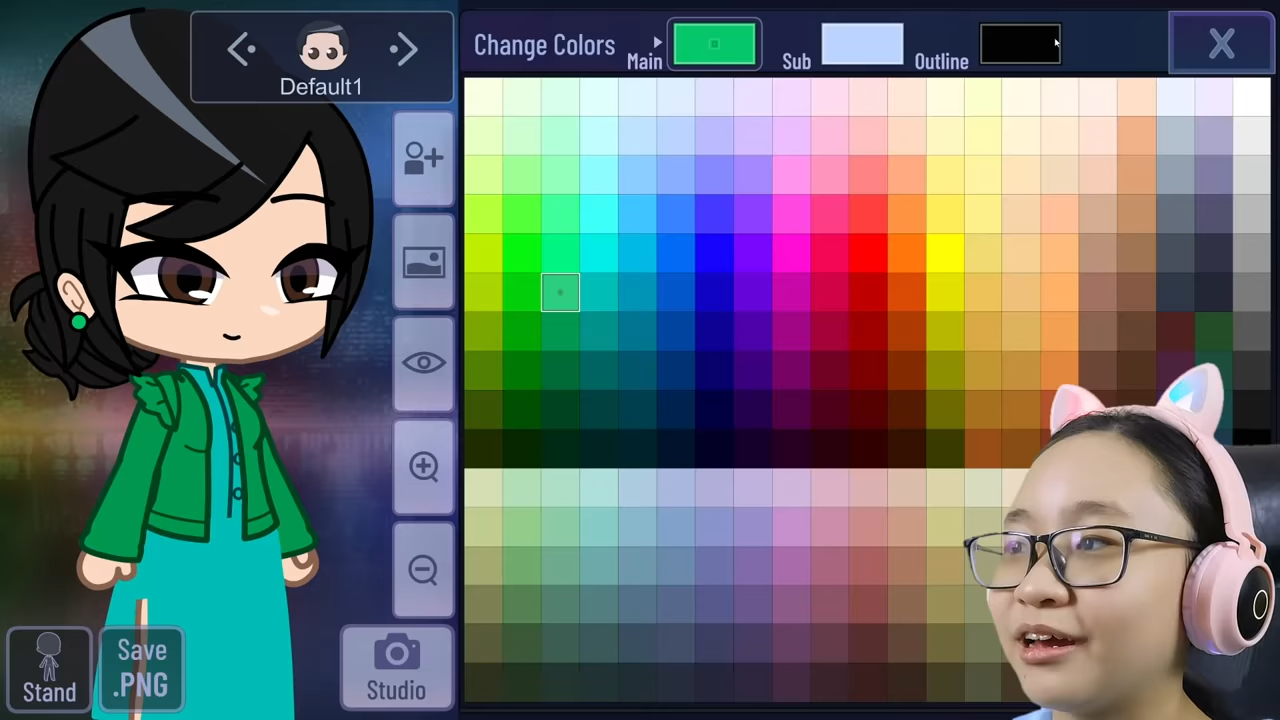 Default1
Change Colors
Main
Sub
Outline
X
Stand
Save
.PNG
Studio